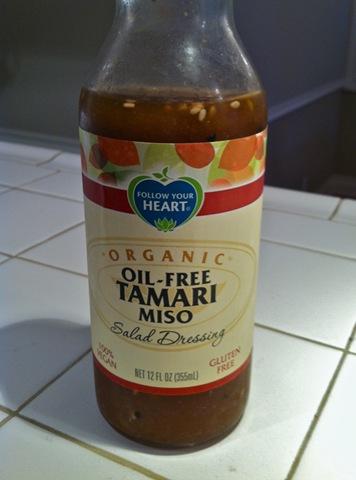 FOLLOW YOUR
HEART®
· ORGANIC ·
OIL-FREE
TAMARI
MISO
Salad Dressing
100%
VEGAN
GLUTEN
FREE
NET 12 FL OZ (355mL)